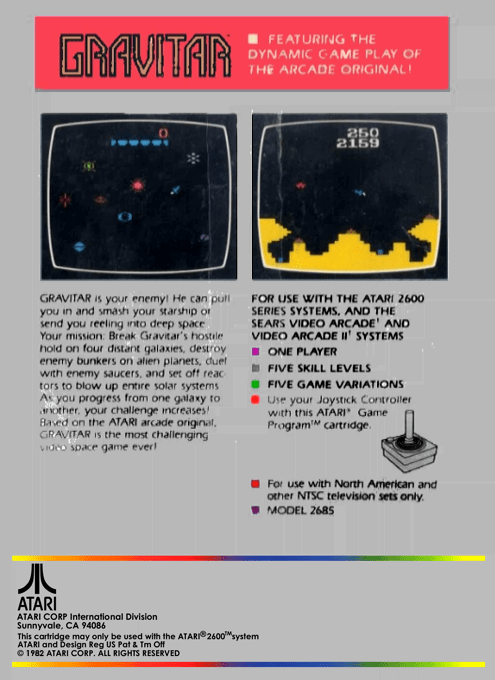 GRAVITAR
FEATURING THE
DYNAMIC GAME PLAY OF
THE ARCADE ORIGINAL!
0
250
2159
GRAVITAR is your enemy! He can pull
you in and smash your starship or
send you reeling into deep space.
Your mission: Break Gravitar's hostile
hold on four distant galaxies, destroy
enemy bunkers on alien planets, duel
with enemy saucers, and set off reac-
tors to blow up entire solar systems.
As you progress from one galaxy to
another, your challenge increases!
Based on the ATARI arcade original,
GRAVITAR is the most challenging
video space game ever!
FOR USE WITH THE ATARI 2600
SERIES SYSTEMS, AND THE
SEARS VIDEO ARCADE† AND
VIDEO ARCADE II† SYSTEMS
ONE PLAYER
FIVE SKILL LEVELS
FIVE GAME VARIATIONS
Use your Joystick Controller
with this ATARI® Game
Program™ cartridge.
For use with North American and
other NTSC television sets only.
MODEL 2685
ATARI
ATARI CORP International Division
Sunnyvale, CA 94086
This cartridge may only be used with the ATARI®2600™system
ATARI and Design Reg US Pat & Tm Off
© 1982 ATARI CORP. ALL RIGHTS RESERVED